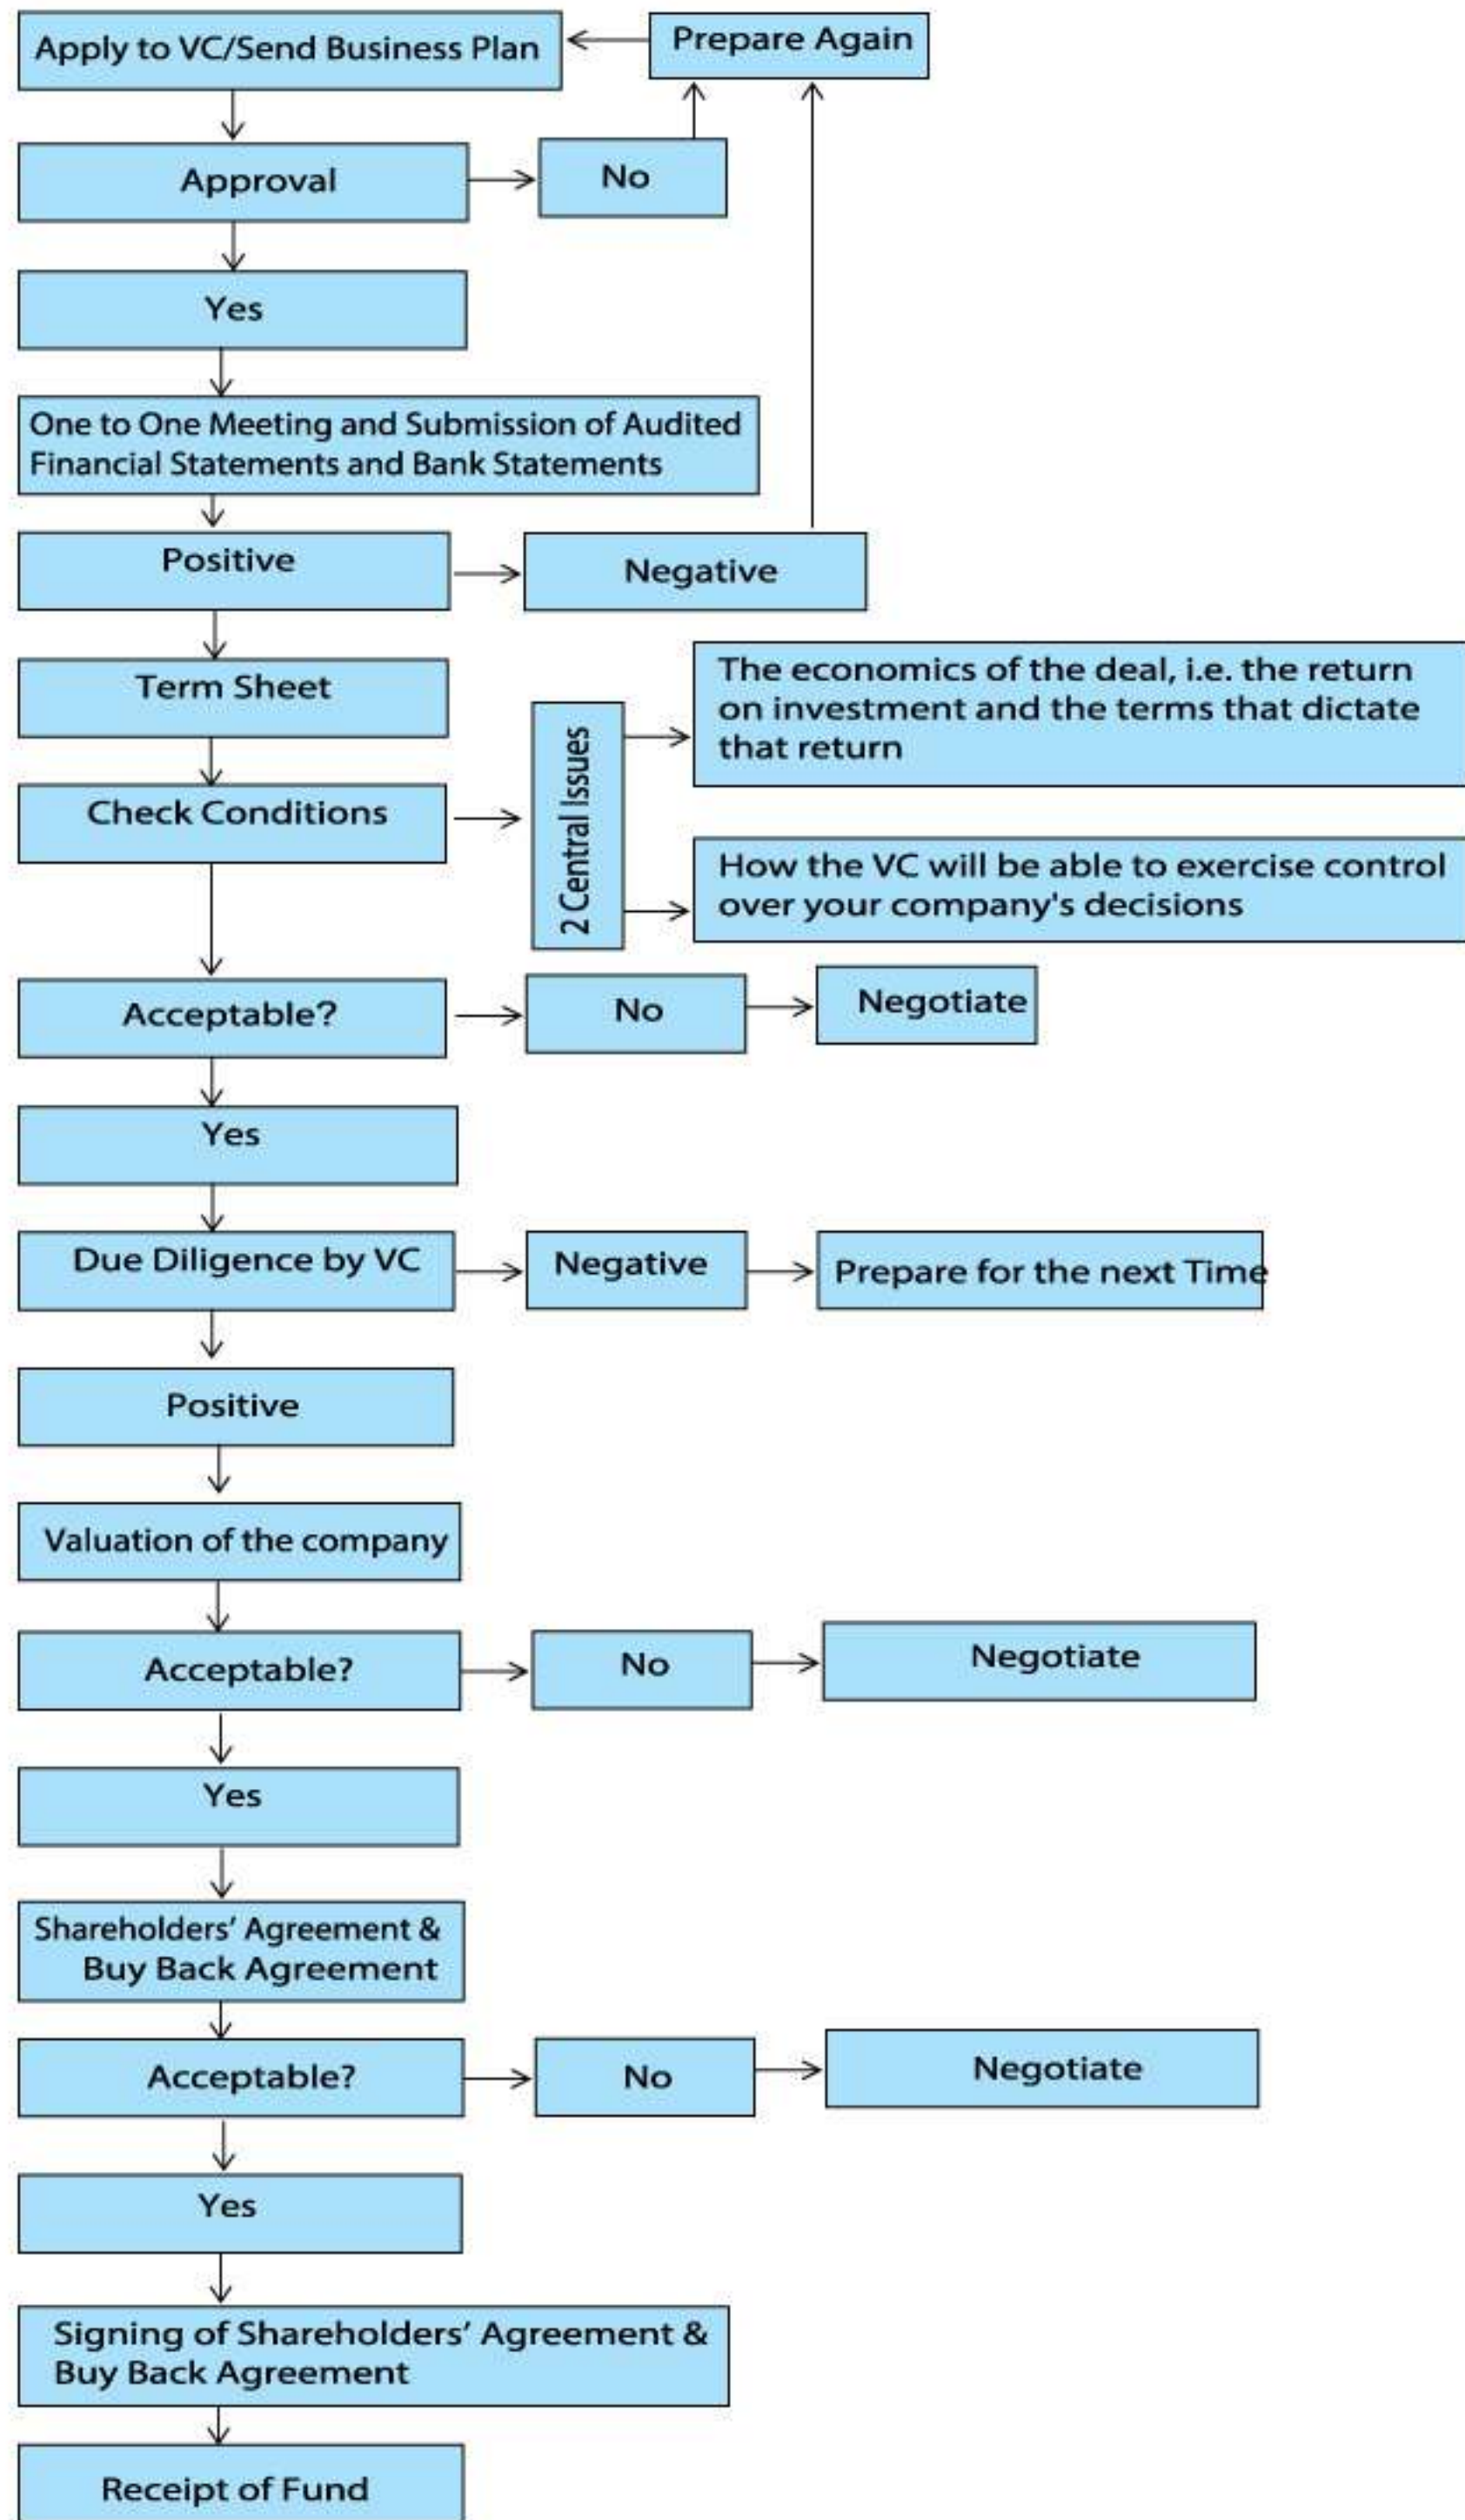 Apply to VC/Send Business Plan
Prepare Again
Approval
No
Yes
One to One Meeting and Submission of Audited
Financial Statements and Bank Statements
Positive
Negative
Term Sheet
The economics of the deal, i.e. the return
on investment and the terms that dictate
that return
Check Conditions
2 Central Issues
How the VC will be able to exercise control
over your company's decisions
Acceptable?
No
Negotiate
Yes
Due Diligence by VC
Negative
Prepare for the next Time
Positive
Valuation of the company
Acceptable?
No
Negotiate
Yes
Shareholders’ Agreement &
Buy Back Agreement
Acceptable?
No
Negotiate
Yes
Signing of Shareholders’ Agreement &
Buy Back Agreement
Receipt of Fund